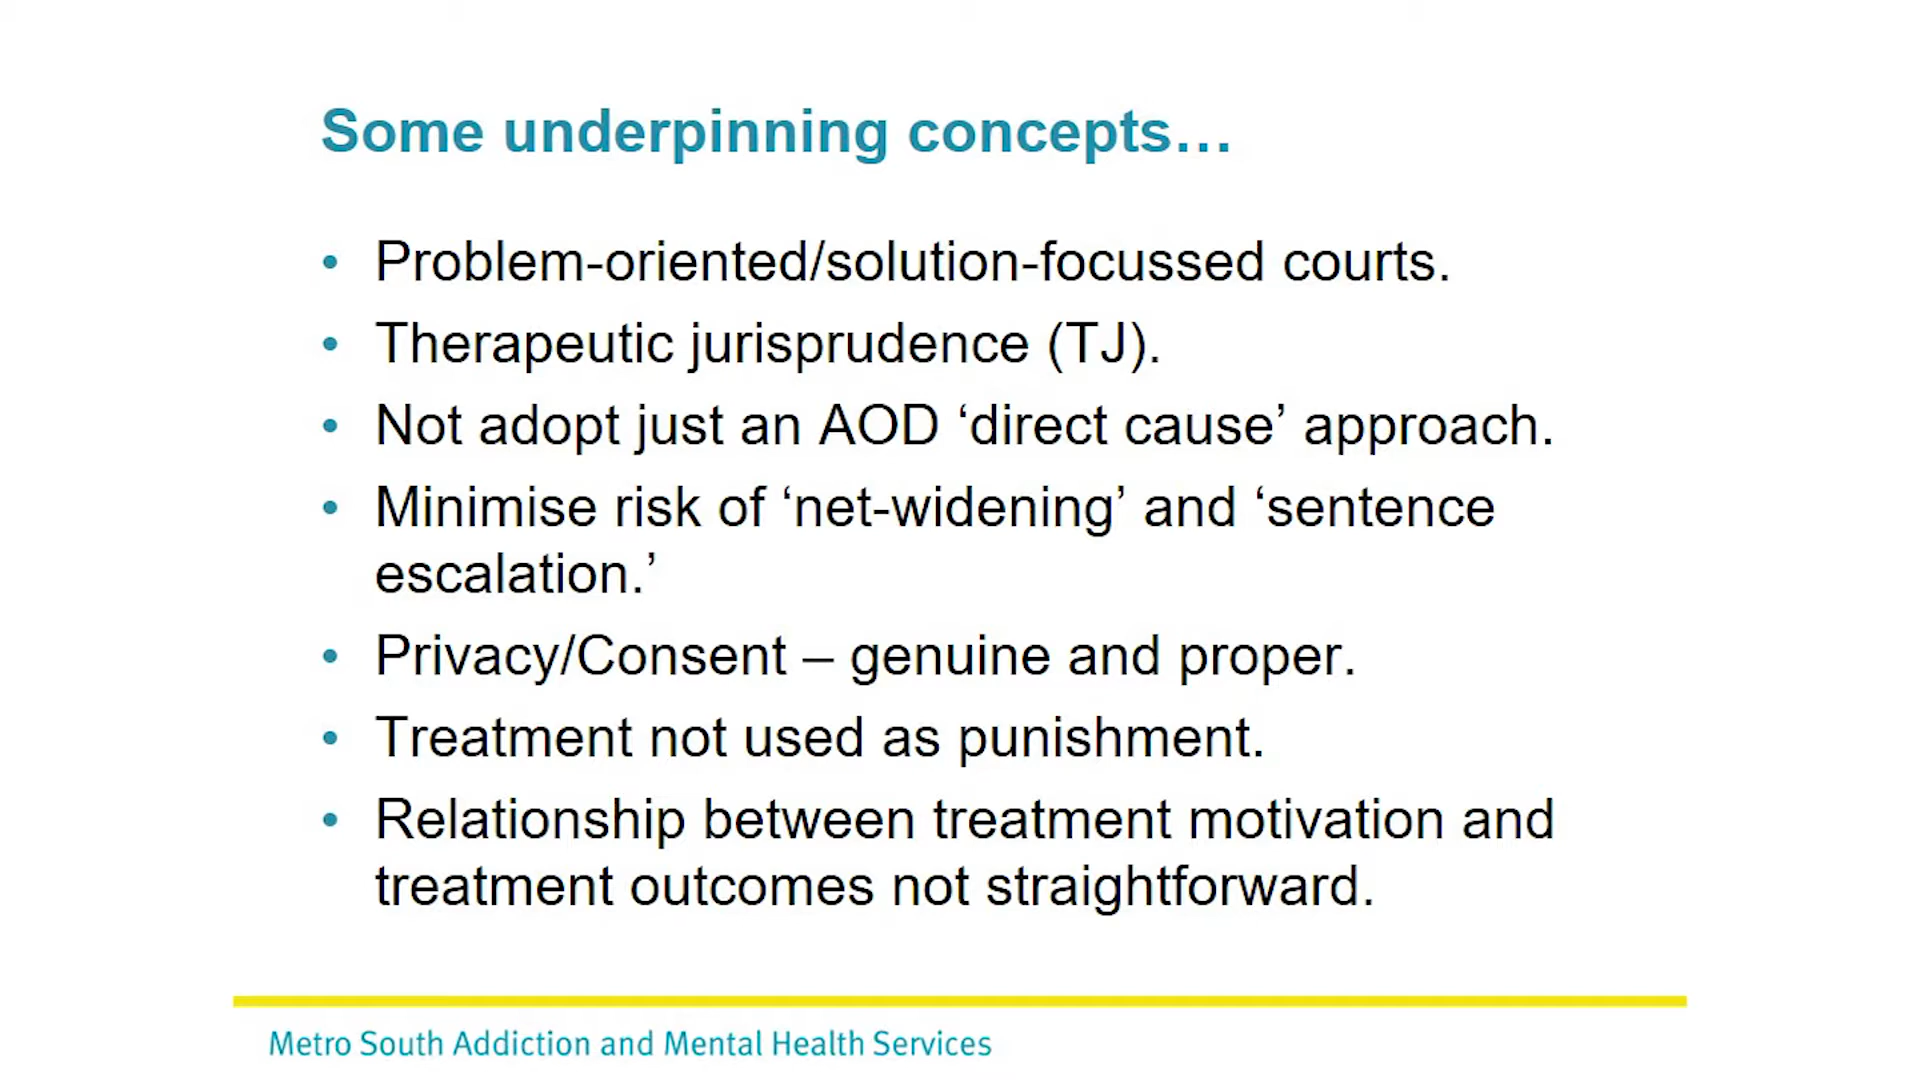 Some underpinning concepts…
• Problem-oriented/solution-focussed courts.
• Therapeutic jurisprudence (TJ).
• Not adopt just an AOD ‘direct cause’ approach.
• Minimise risk of ‘net-widening’ and ‘sentence
escalation.’
• Privacy/Consent – genuine and proper.
• Treatment not used as punishment.
• Relationship between treatment motivation and
treatment outcomes not straightforward.
Metro South Addiction and Mental Health Services